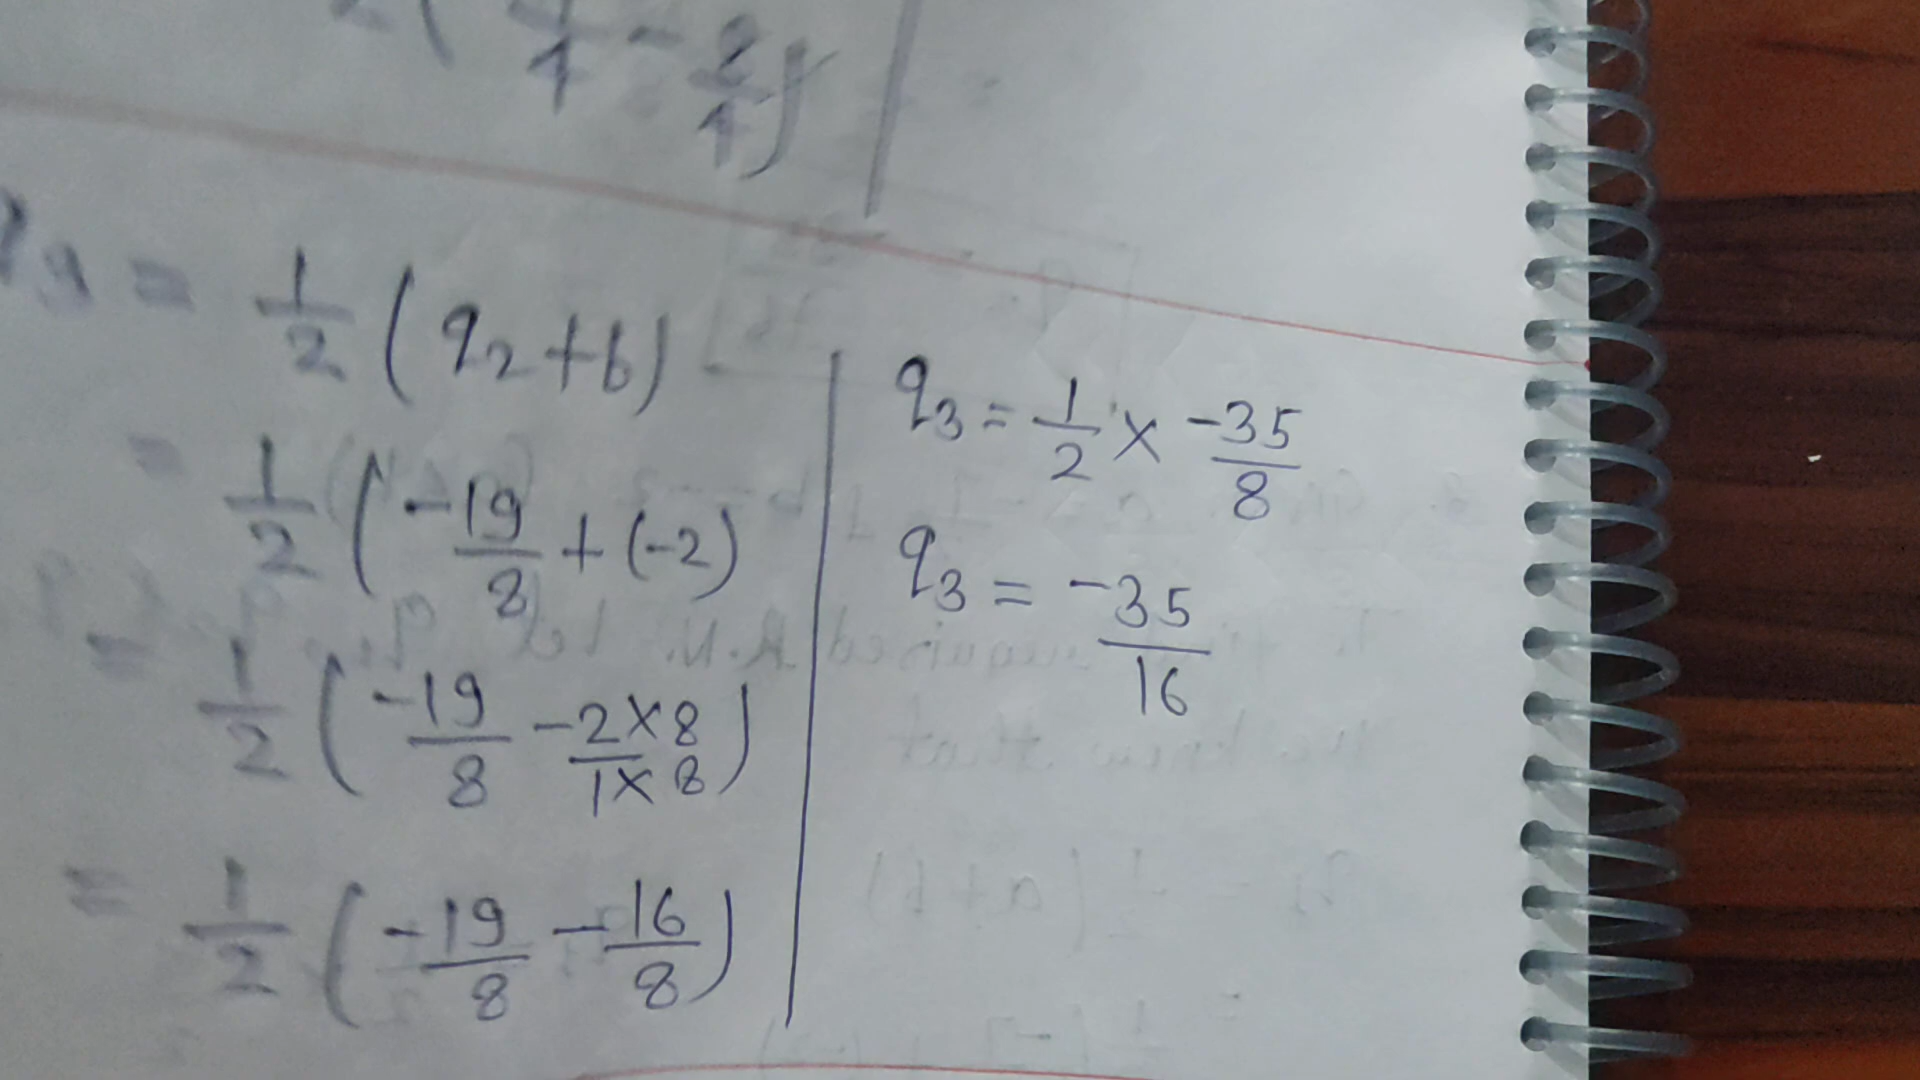 = 1/2 (q₂ + b)
= 1/2 (-19/8 + (-2)
= 1/2 (-19/8 - 2×8/1×8)
= 1/2 (-19/8 - 16/8)
q₃ = 1/2 × -35/8
q₃ = -35/16